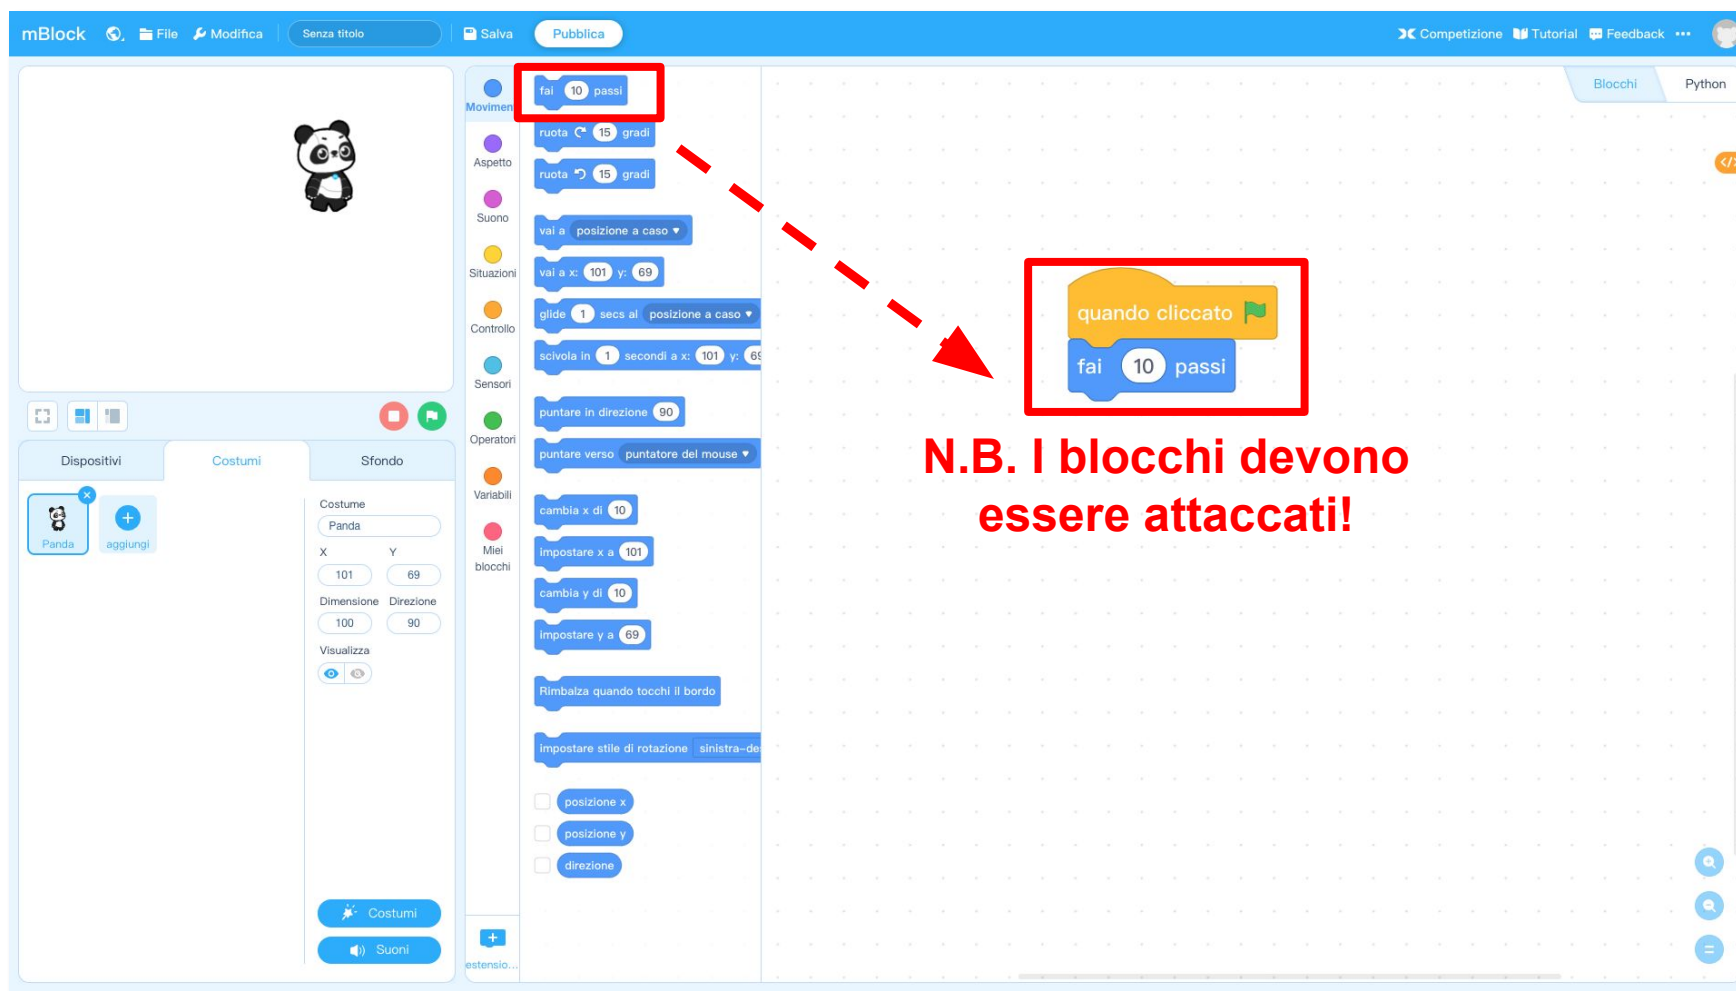 mBlock File Modifica Senza titolo Salva Pubblica Competizione Tutorial Feedback
Blocchi Python
Movimen
Aspetto
Suono
Situazioni
Controllo
Sensori
Operatori
Variabili
Miei
blocchi
estensio...
fai 10 passi
ruota 15 gradi
ruota 15 gradi
vai a posizione a caso
vai a x: 101 y: 69
glide 1 secs al posizione a caso
scivola in 1 secondi a x: 101 y: 69
puntare in direzione 90
puntare verso puntatore del mouse
cambia x di 10
impostare x a 101
cambia y di 10
impostare y a 69
Rimbalza quando tocchi il bordo
impostare stile di rotazione sinistra-de
posizione x
posizione y
direzione
quando cliccato
fai 10 passi
N.B. I blocchi devono
essere attaccati!
Dispositivi Costumi Sfondo
Panda aggiungi
Costume
Panda
X Y
101 69
Dimensione Direzione
100 90
Visualizza
Costumi
Suoni